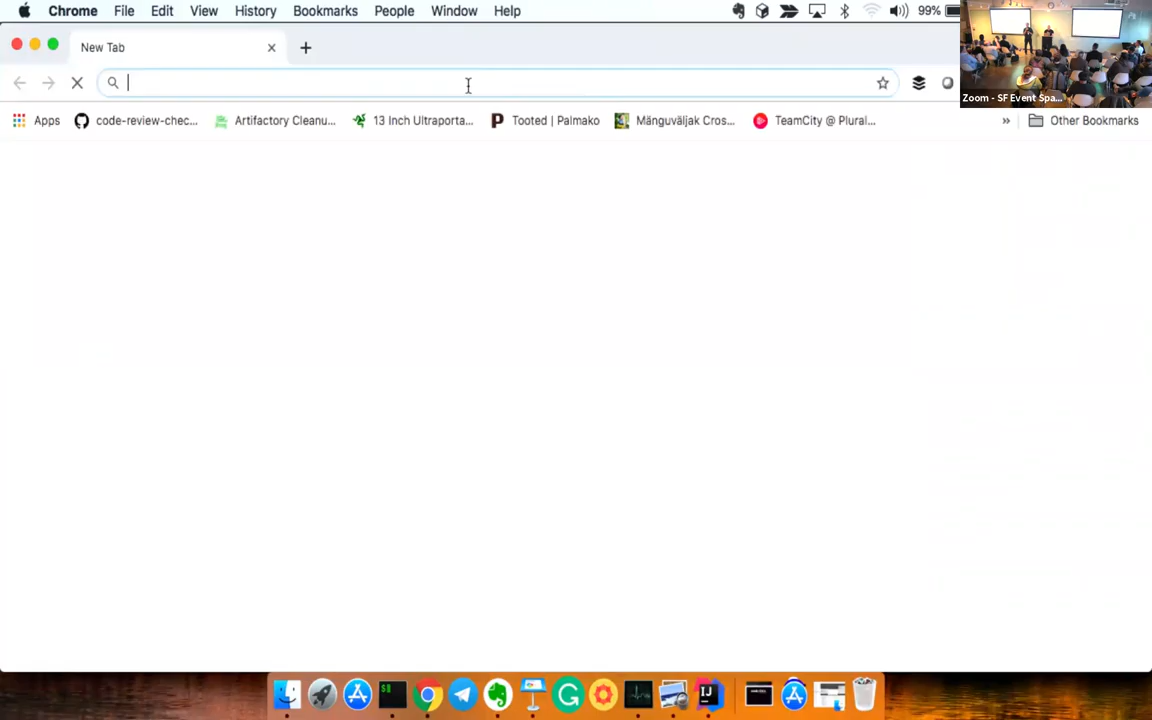 Chrome File Edit View History Bookmarks People Window Help 99%
New Tab
Zoom - SF Event Spa...
Apps code-review-chec... Artifactory Cleanu... 13 Inch Ultraporta... Tooted | Palmako Mänguväljak Cros... TeamCity @ Plural... » Other Bookmarks
$
IJ